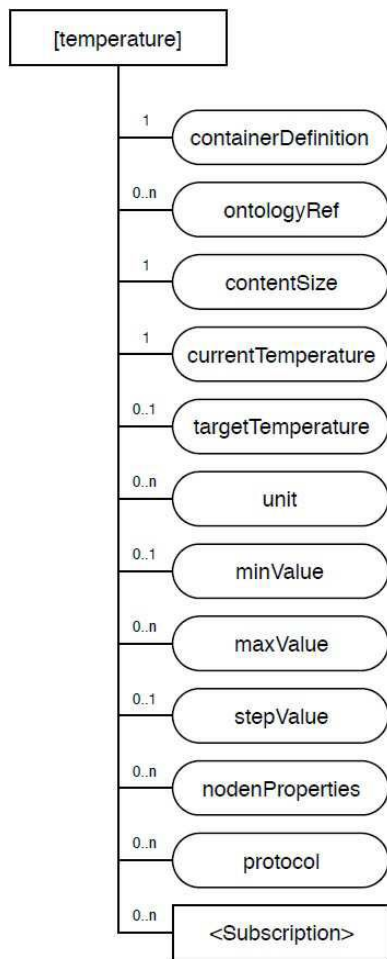 [temperature]
1
containerDefinition
0..n
ontologyRef
1
contentSize
1
currentTemperature
0..1
targetTemperature
0..n
unit
0..1
minValue
0..n
maxValue
0..1
stepValue
0..n
nodenProperties
0..n
protocol
0..n
<Subscription>